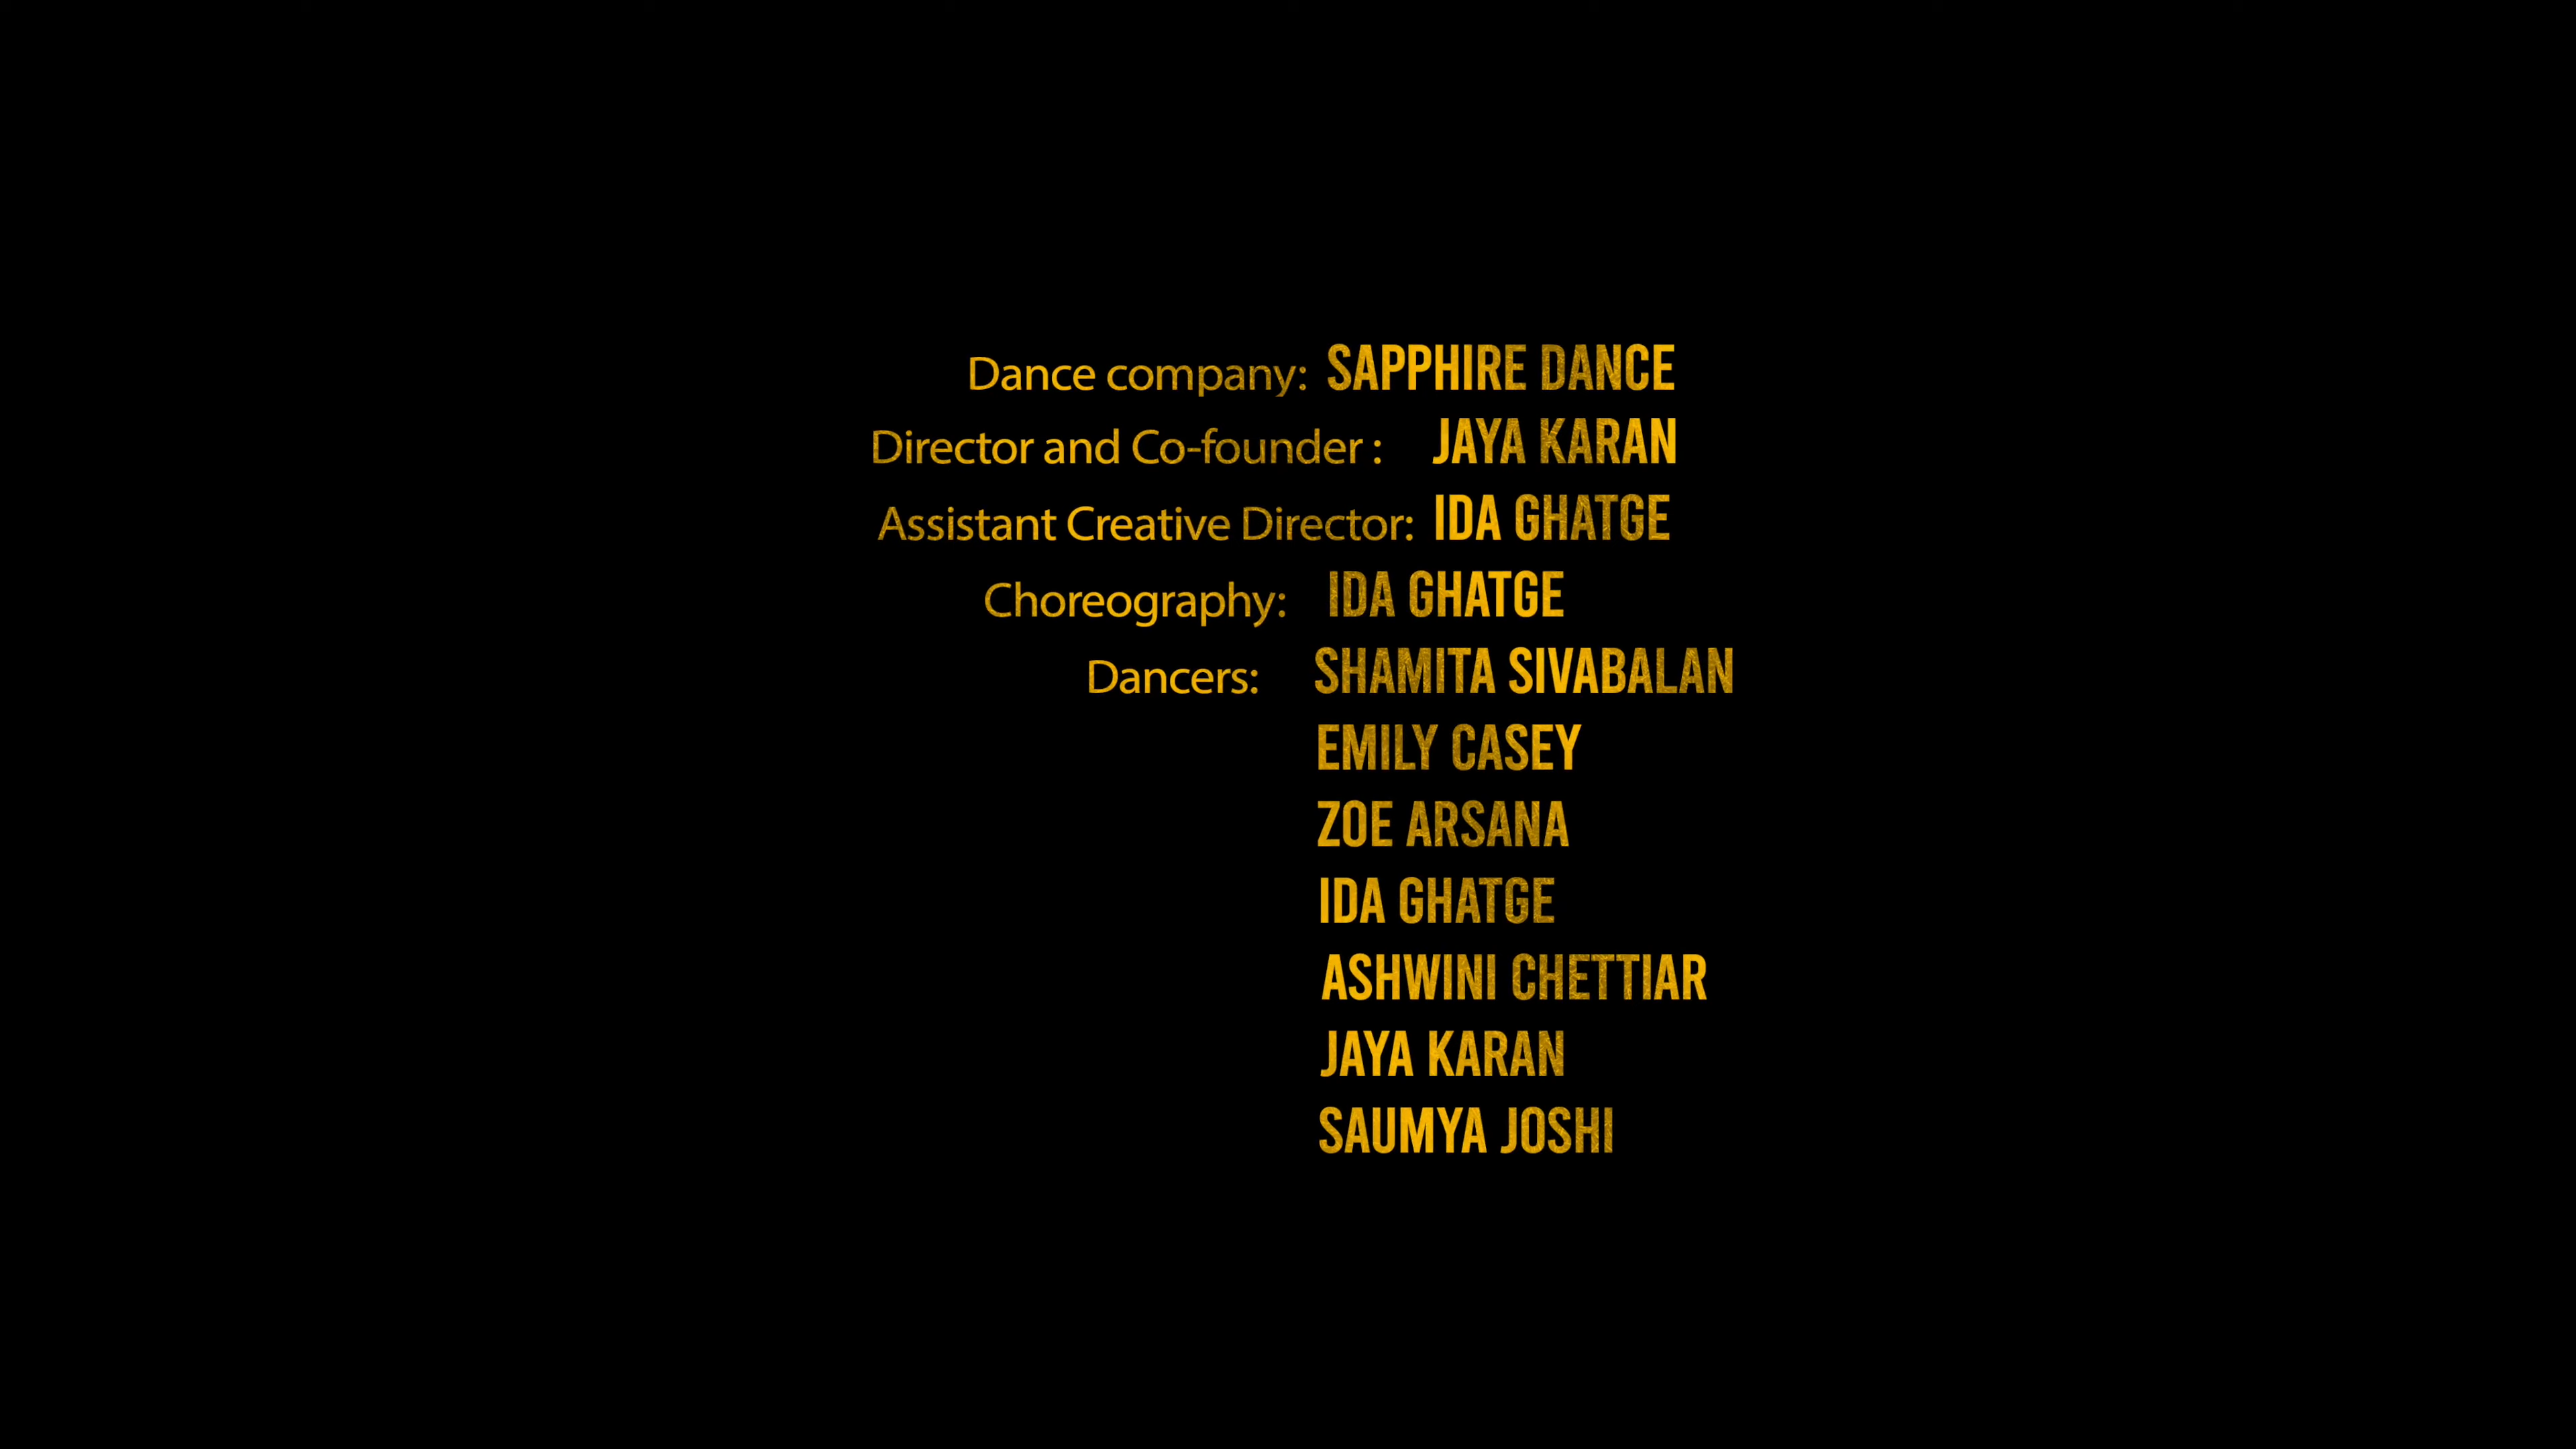 Dance company: SAPPHIRE DANCE
Director and Co-founder : JAYA KARAN
Assistant Creative Director: IDA GHATGE
Choreography: IDA GHATGE
Dancers: SHAMITA SIVABALAN
EMILY CASEY
ZOE ARSANA
IDA GHATGE
ASHWINI CHETTIAR
JAYA KARAN
SAUMYA JOSHI